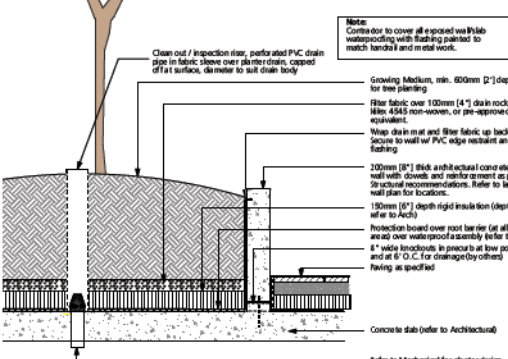 Note:
Contractor to cover all exposed wall/slab
waterproofing with flashing painted to
match handrail and metal work.
Clean out / inspection riser, perforated PVC drain
pipe in fabric sleeve over planter drain, capped
off at surface, diameter to suit drain body
Growing Medium, min. 600mm [2'] dep
for tree planting
Filter fabric over 100mm [4"] drain rock
Nilex 4545 non-woven, or pre-approved
equivalent.
Wrap drain mat and filter fabric up back
Secure to wall w/ PVC edge restraint an
flashing
200mm [8"] thick architectural concrete
wall with dowels and reinforcement as p
Structural recommendations. Refer to la
wall plan for locations.
150mm [6"] depth rigid insulation (dept
refer to Arch)
Protection board over root barrier (at all
areas) over waterproof assembly (refer t
8" wide knockouts in precurb at low po
and at 6' O.C. for drainage (by others)
Paving as specified
Concrete slab (refer to Architectural)